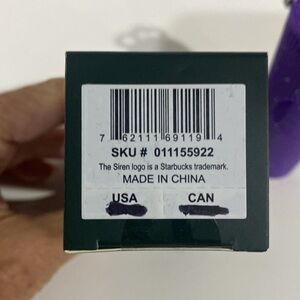 7 62111 69119 4
SKU # 011155922
The Siren logo is a Starbucks trademark.
MADE IN CHINA
USA CAN